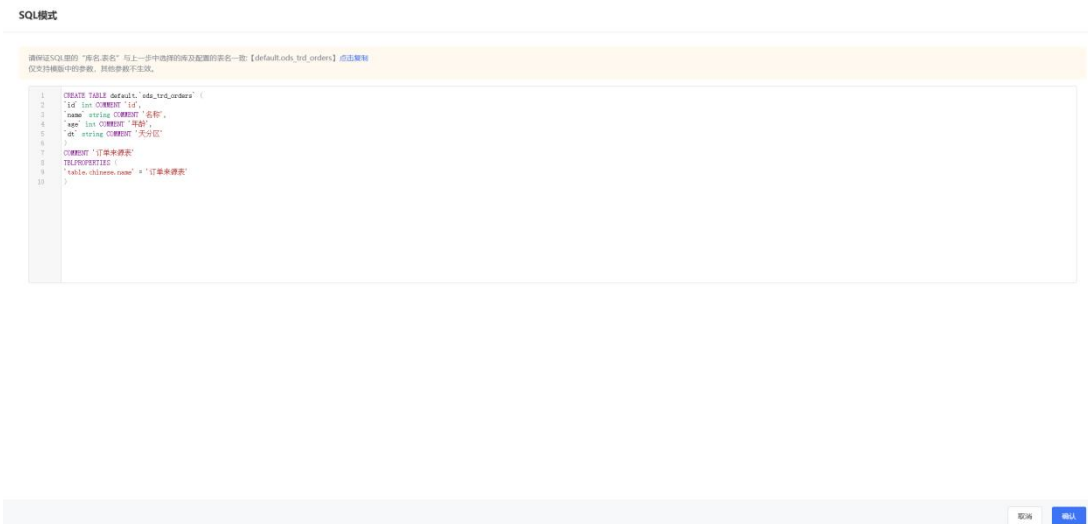 SQL模式
请保证SQL里的“库名.表名”与上一步中选择的库及配置的表名一致:【default.ods_trd_orders】点击复制
仅支持模版中的参数，其他参数不生效。
1 CREATE TABLE default.`ods_trd_orders` (
2 `id` int COMMENT 'id',
3 `name` string COMMENT '名称',
4 `age` int COMMENT '年龄',
5 `dt` string COMMENT '天分区'
6 )
7 COMMENT '订单来源表'
8 TBLPROPERTIES (
9 'table.chinese.name' = '订单来源表'
10 )
取消 确认